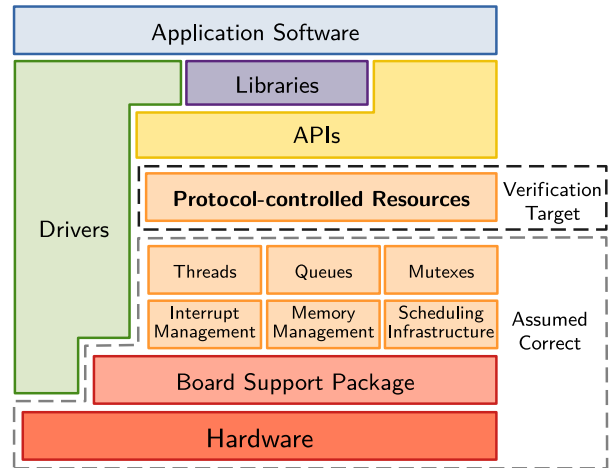 Application Software
Libraries
APIs
Protocol-controlled Resources
Verification
Target
Drivers
Threads
Queues
Mutexes
Interrupt
Management
Memory
Management
Scheduling
Infrastructure
Assumed
Correct
Board Support Package
Hardware